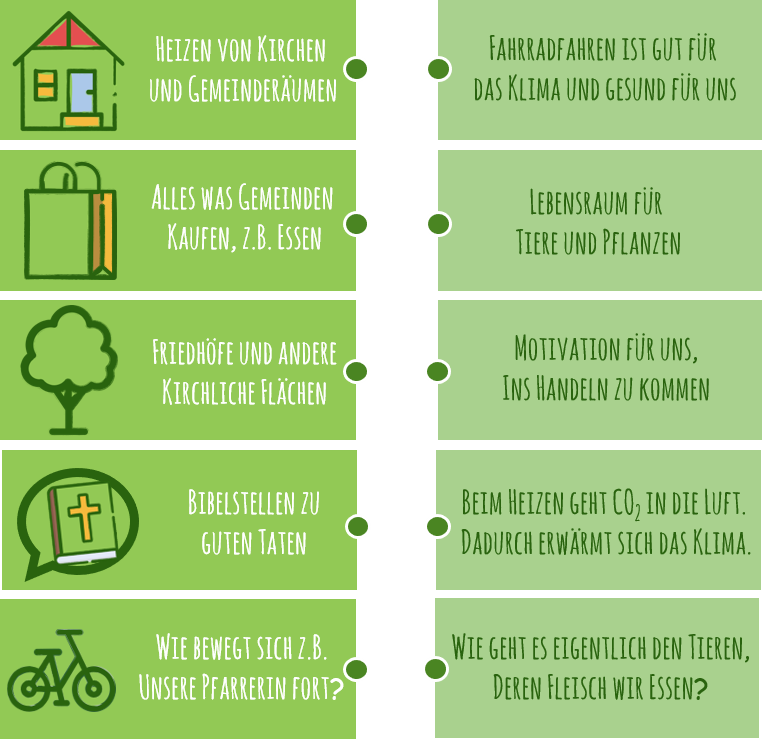 Heizen von Kirchen
und Gemeinderäumen
Fahrradfahren ist gut für
das Klima und gesund für uns
Alles was Gemeinden
Kaufen, z.B. Essen
Lebensraum für
Tiere und Pflanzen
Friedhöfe und andere
Kirchliche Flächen
Motivation für uns,
Ins Handeln zu kommen
Bibelstellen zu
guten Taten
Beim Heizen geht CO₂ in die Luft.
Dadurch erwärmt sich das Klima.
Wie bewegt sich z.B.
Unsere Pfarrerin fort?
Wie geht es eigentlich den Tieren,
Deren Fleisch wir Essen?